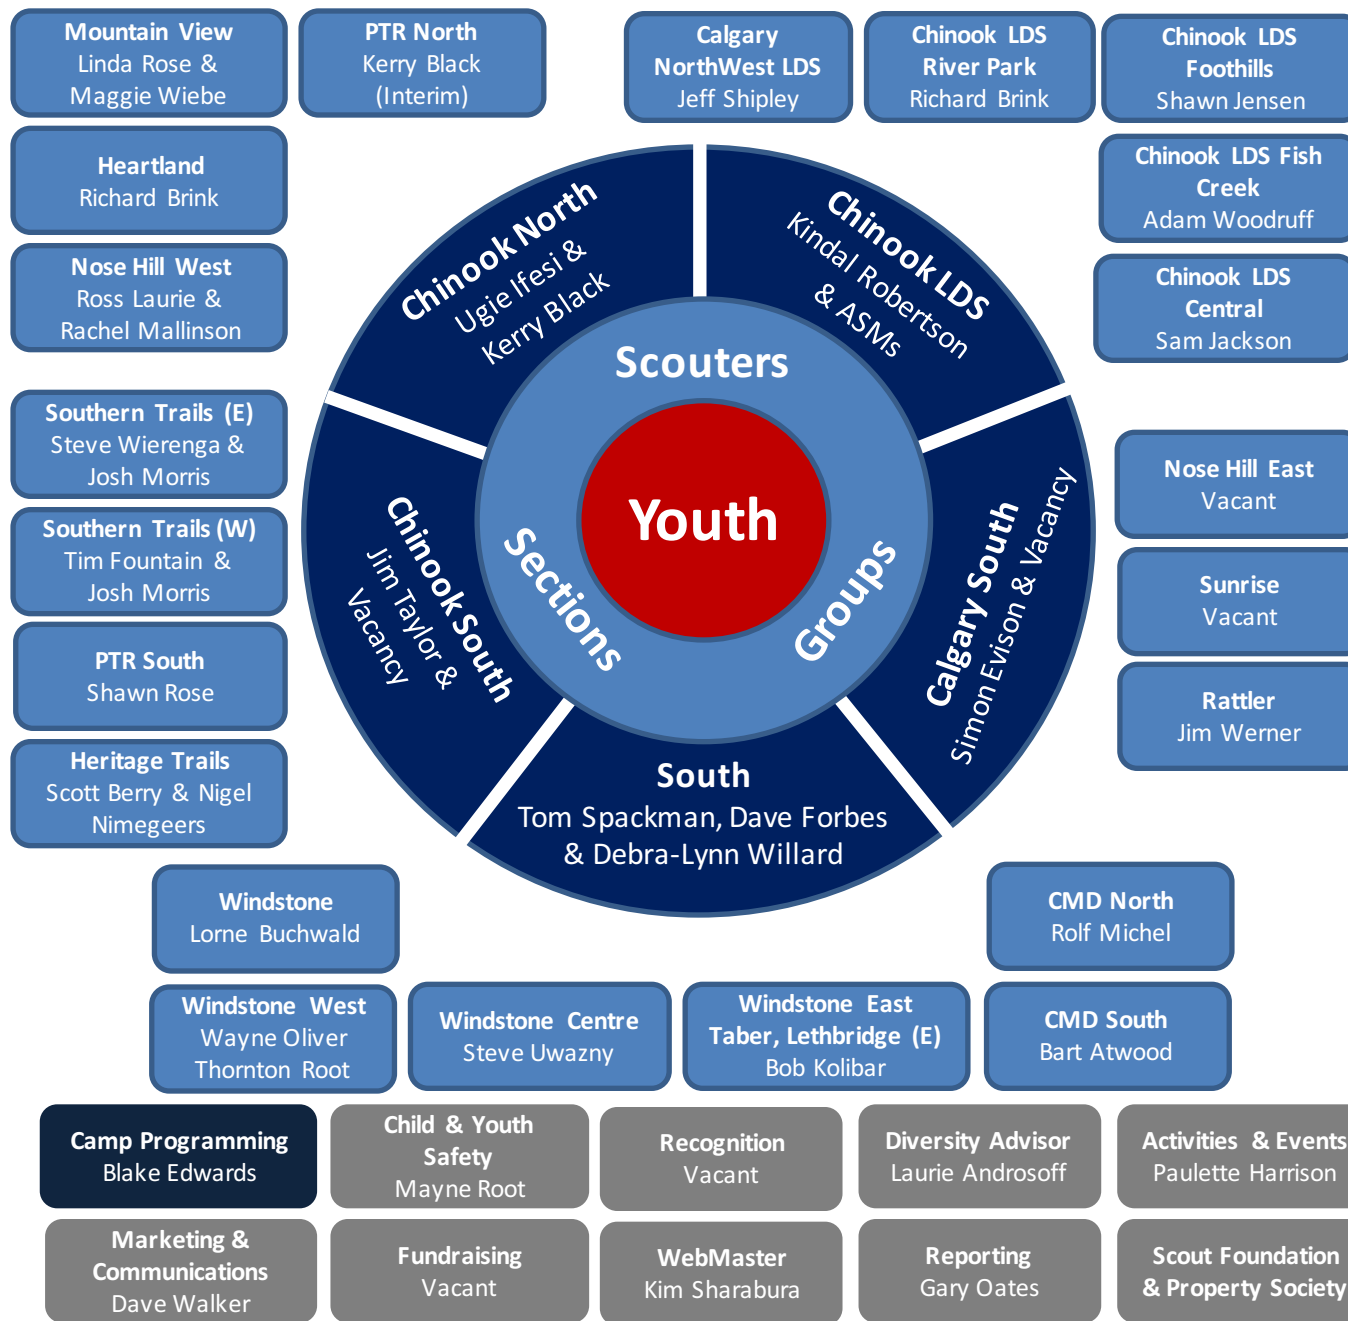 Mountain View
Linda Rose &
Maggie Wiebe
PTR North
Kerry Black
(Interim)
Calgary
NorthWest LDS
Jeff Shipley
Chinook LDS
River Park
Richard Brink
Chinook LDS
Foothills
Shawn Jensen
Heartland
Richard Brink
Chinook LDS Fish
Creek
Adam Woodruff
Nose Hill West
Ross Laurie &
Rachel Mallinson
Chinook LDS
Central
Sam Jackson
Chinook North
Ugie Ifesi &
Kerry Black
Chinook LDS
Kindal Robertson
& ASMs
Scouters
Youth
Sections
Groups
Southern Trails (E)
Steve Wierenga &
Josh Morris
Southern Trails (W)
Tim Fountain &
Josh Morris
PTR South
Shawn Rose
Heritage Trails
Scott Berry & Nigel
Nimegeers
Chinook South
Jim Taylor &
Vacancy
Calgary South
Simon Evison & Vacancy
Nose Hill East
Vacant
Sunrise
Vacant
Rattler
Jim Werner
South
Tom Spackman, Dave Forbes
& Debra-Lynn Willard
Windstone
Lorne Buchwald
CMD North
Rolf Michel
Windstone West
Wayne Oliver
Thornton Root
Windstone Centre
Steve Uwazny
Windstone East
Taber, Lethbridge (E)
Bob Kolibar
CMD South
Bart Atwood
Camp Programming
Blake Edwards
Child & Youth
Safety
Mayne Root
Recognition
Vacant
Diversity Advisor
Laurie Androsoff
Activities & Events
Paulette Harrison
Marketing &
Communications
Dave Walker
Fundraising
Vacant
WebMaster
Kim Sharabura
Reporting
Gary Oates
Scout Foundation
& Property Society